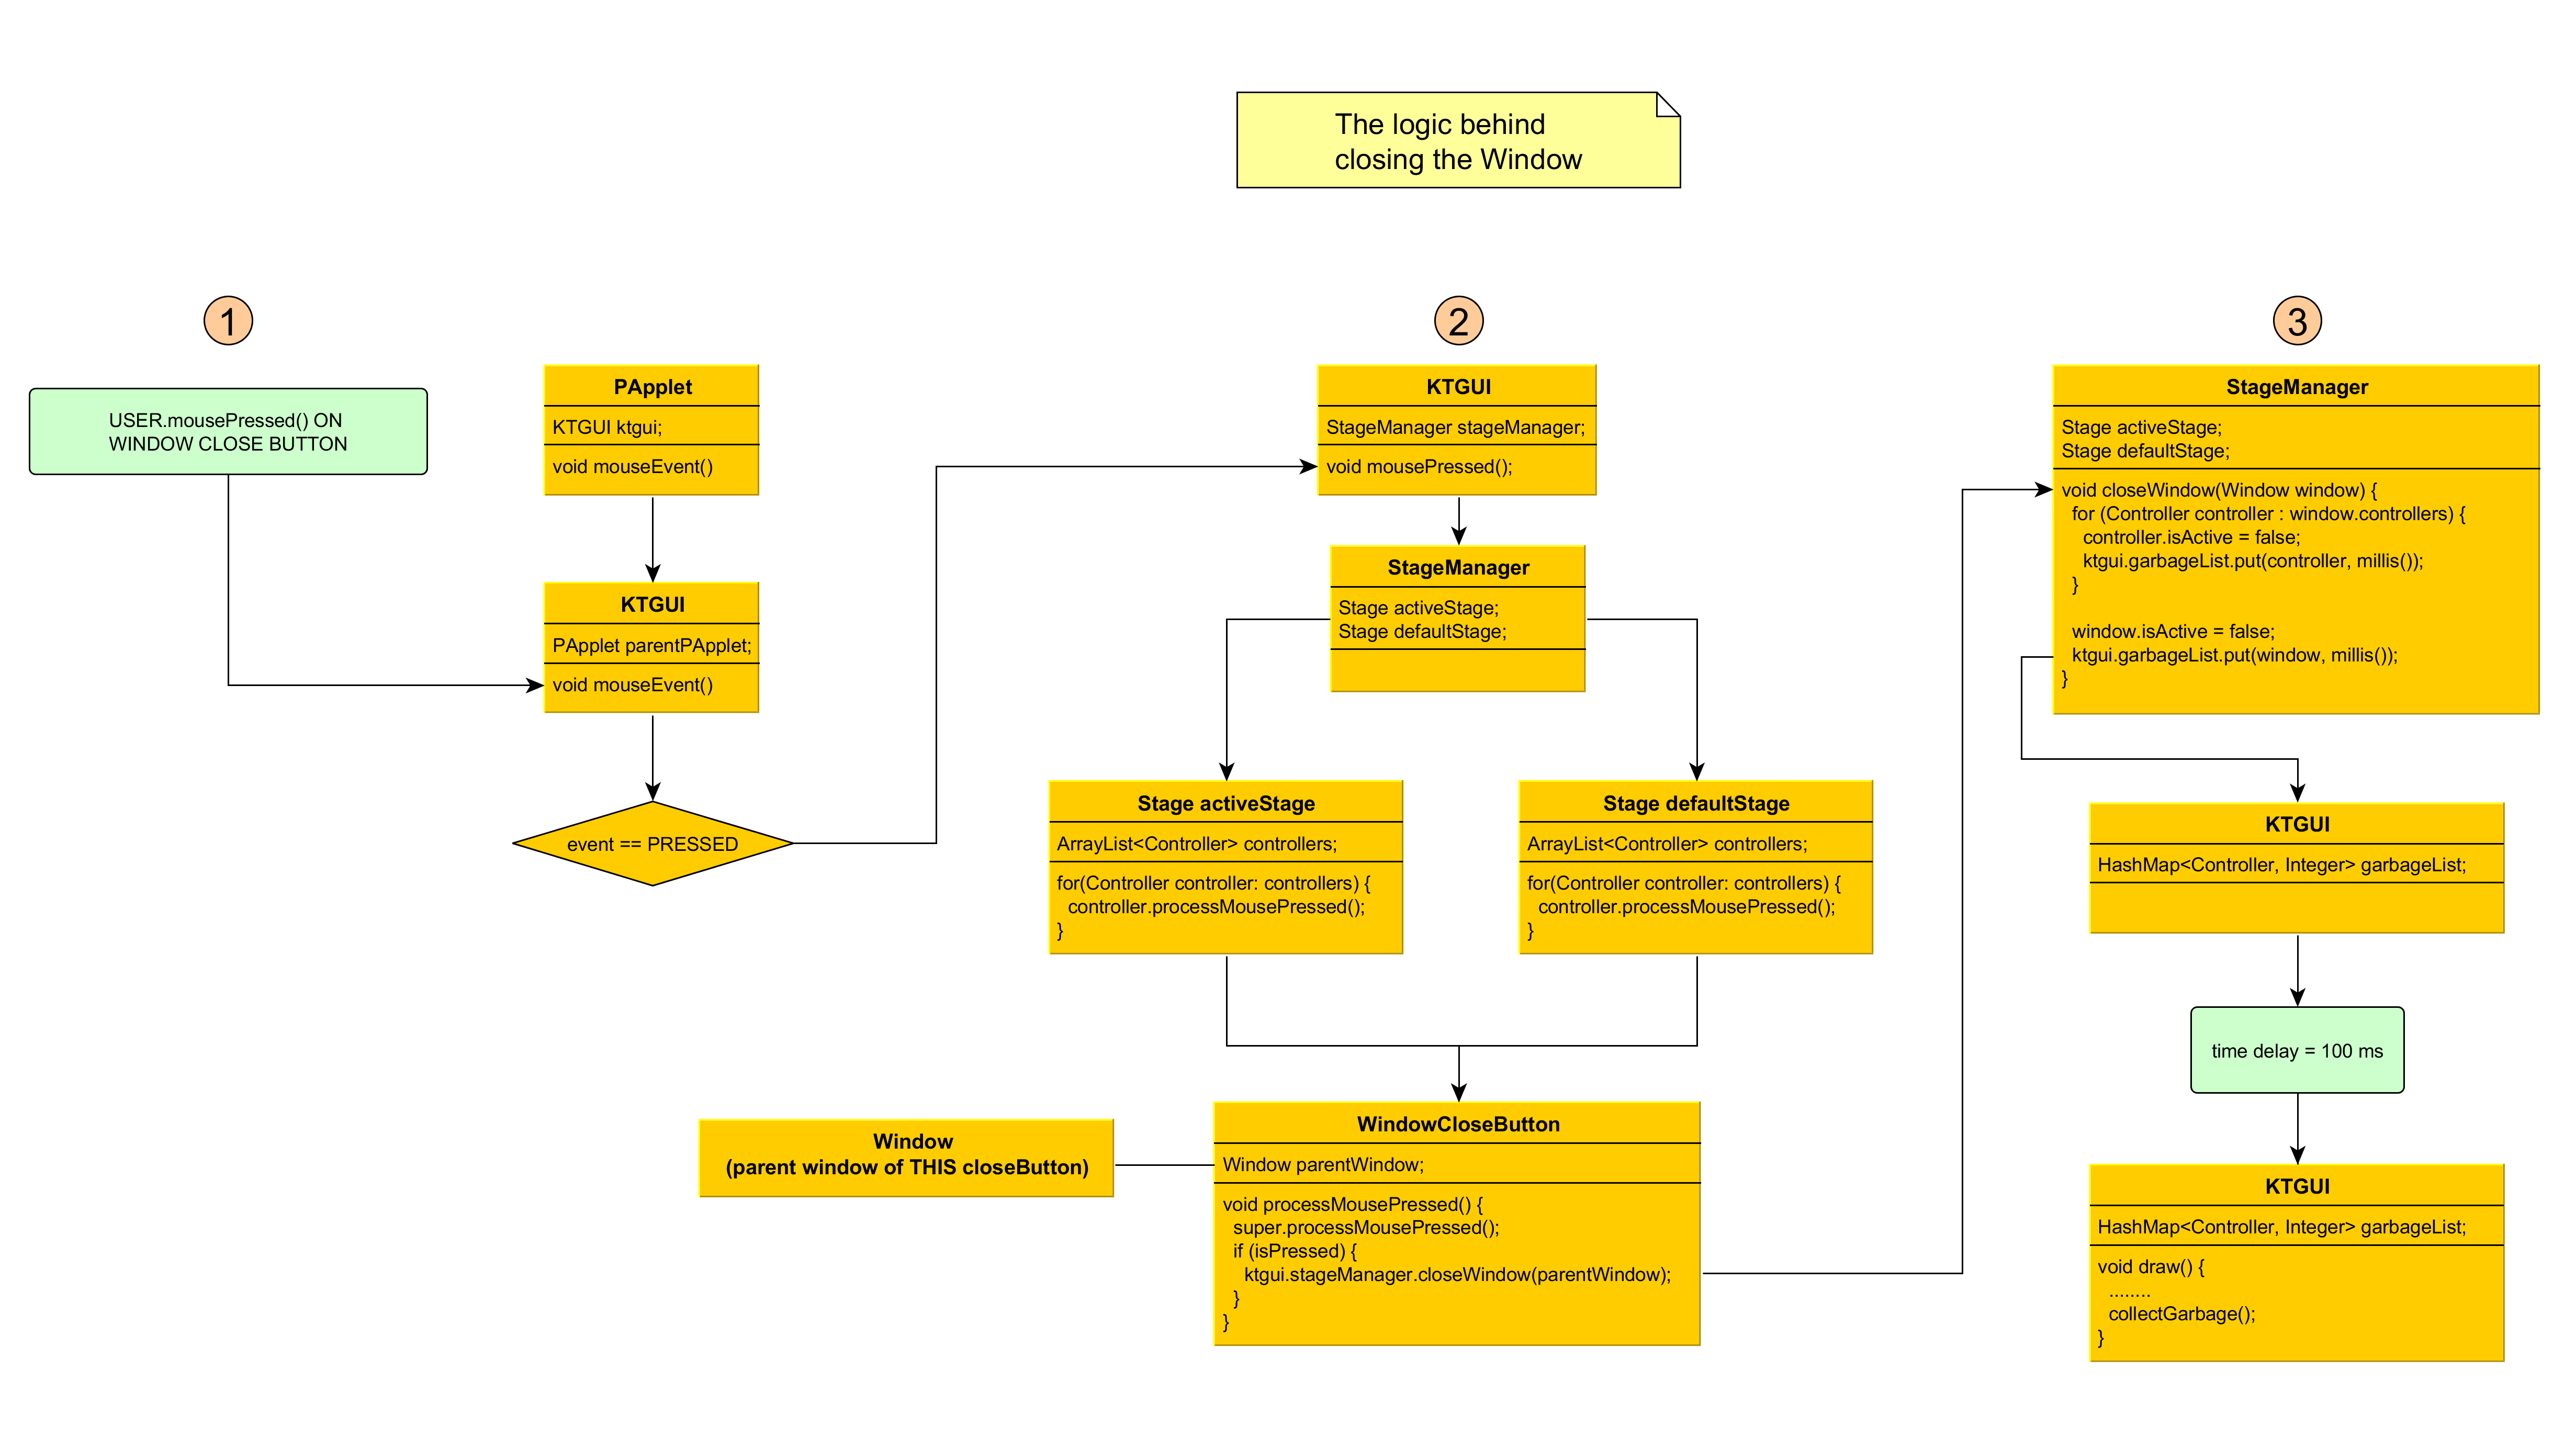 The logic behind
closing the Window
1
USER.mousePressed() ON
WINDOW CLOSE BUTTON
PApplet
KTGUI ktgui;
void mouseEvent()
KTGUI
PApplet parentPApplet;
void mouseEvent()
event == PRESSED
2
KTGUI
StageManager stageManager;
void mousePressed();
StageManager
Stage activeStage;
Stage defaultStage;
Stage activeStage
ArrayList<Controller> controllers;
for(Controller controller: controllers) {
controller.processMousePressed();
}
Stage defaultStage
ArrayList<Controller> controllers;
for(Controller controller: controllers) {
controller.processMousePressed();
}
Window
(parent window of THIS closeButton)
WindowCloseButton
Window parentWindow;
void processMousePressed() {
super.processMousePressed();
if (isPressed) {
ktgui.stageManager.closeWindow(parentWindow);
}
}
3
StageManager
Stage activeStage;
Stage defaultStage;
void closeWindow(Window window) {
for (Controller controller : window.controllers) {
controller.isActive = false;
ktgui.garbageList.put(controller, millis());
}
window.isActive = false;
ktgui.garbageList.put(window, millis());
}
KTGUI
HashMap<Controller, Integer> garbageList;
time delay = 100 ms
KTGUI
HashMap<Controller, Integer> garbageList;
void draw() {
........
collectGarbage();
}